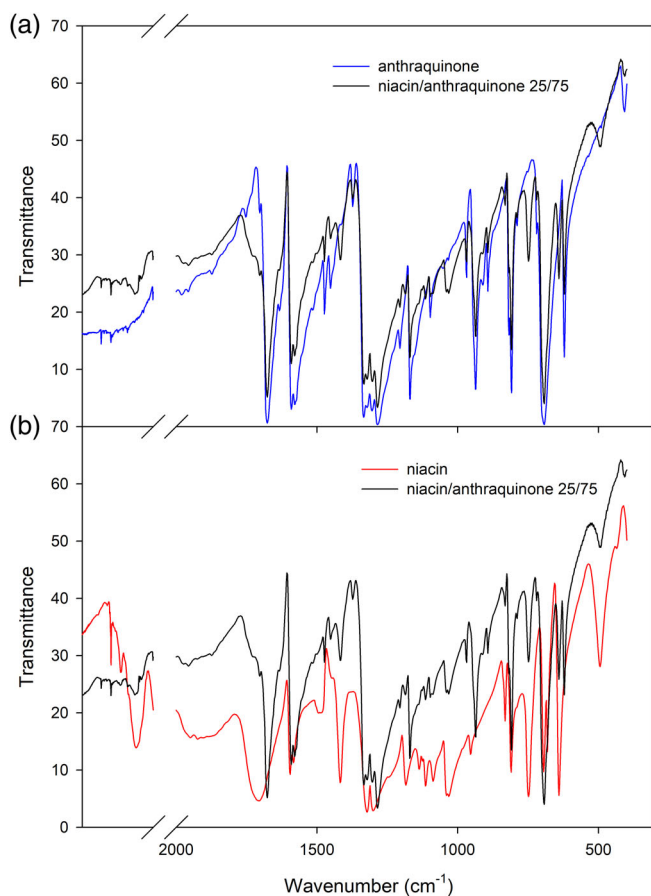 (a)
70
60
50
40
30
20
10
Transmittance
anthraquinone
niacin/anthraquinone 25/75
(b)
70
60
50
40
30
20
10
0
Transmittance
niacin
niacin/anthraquinone 25/75
2000 1500 1000 500
Wavenumber (cm⁻¹)